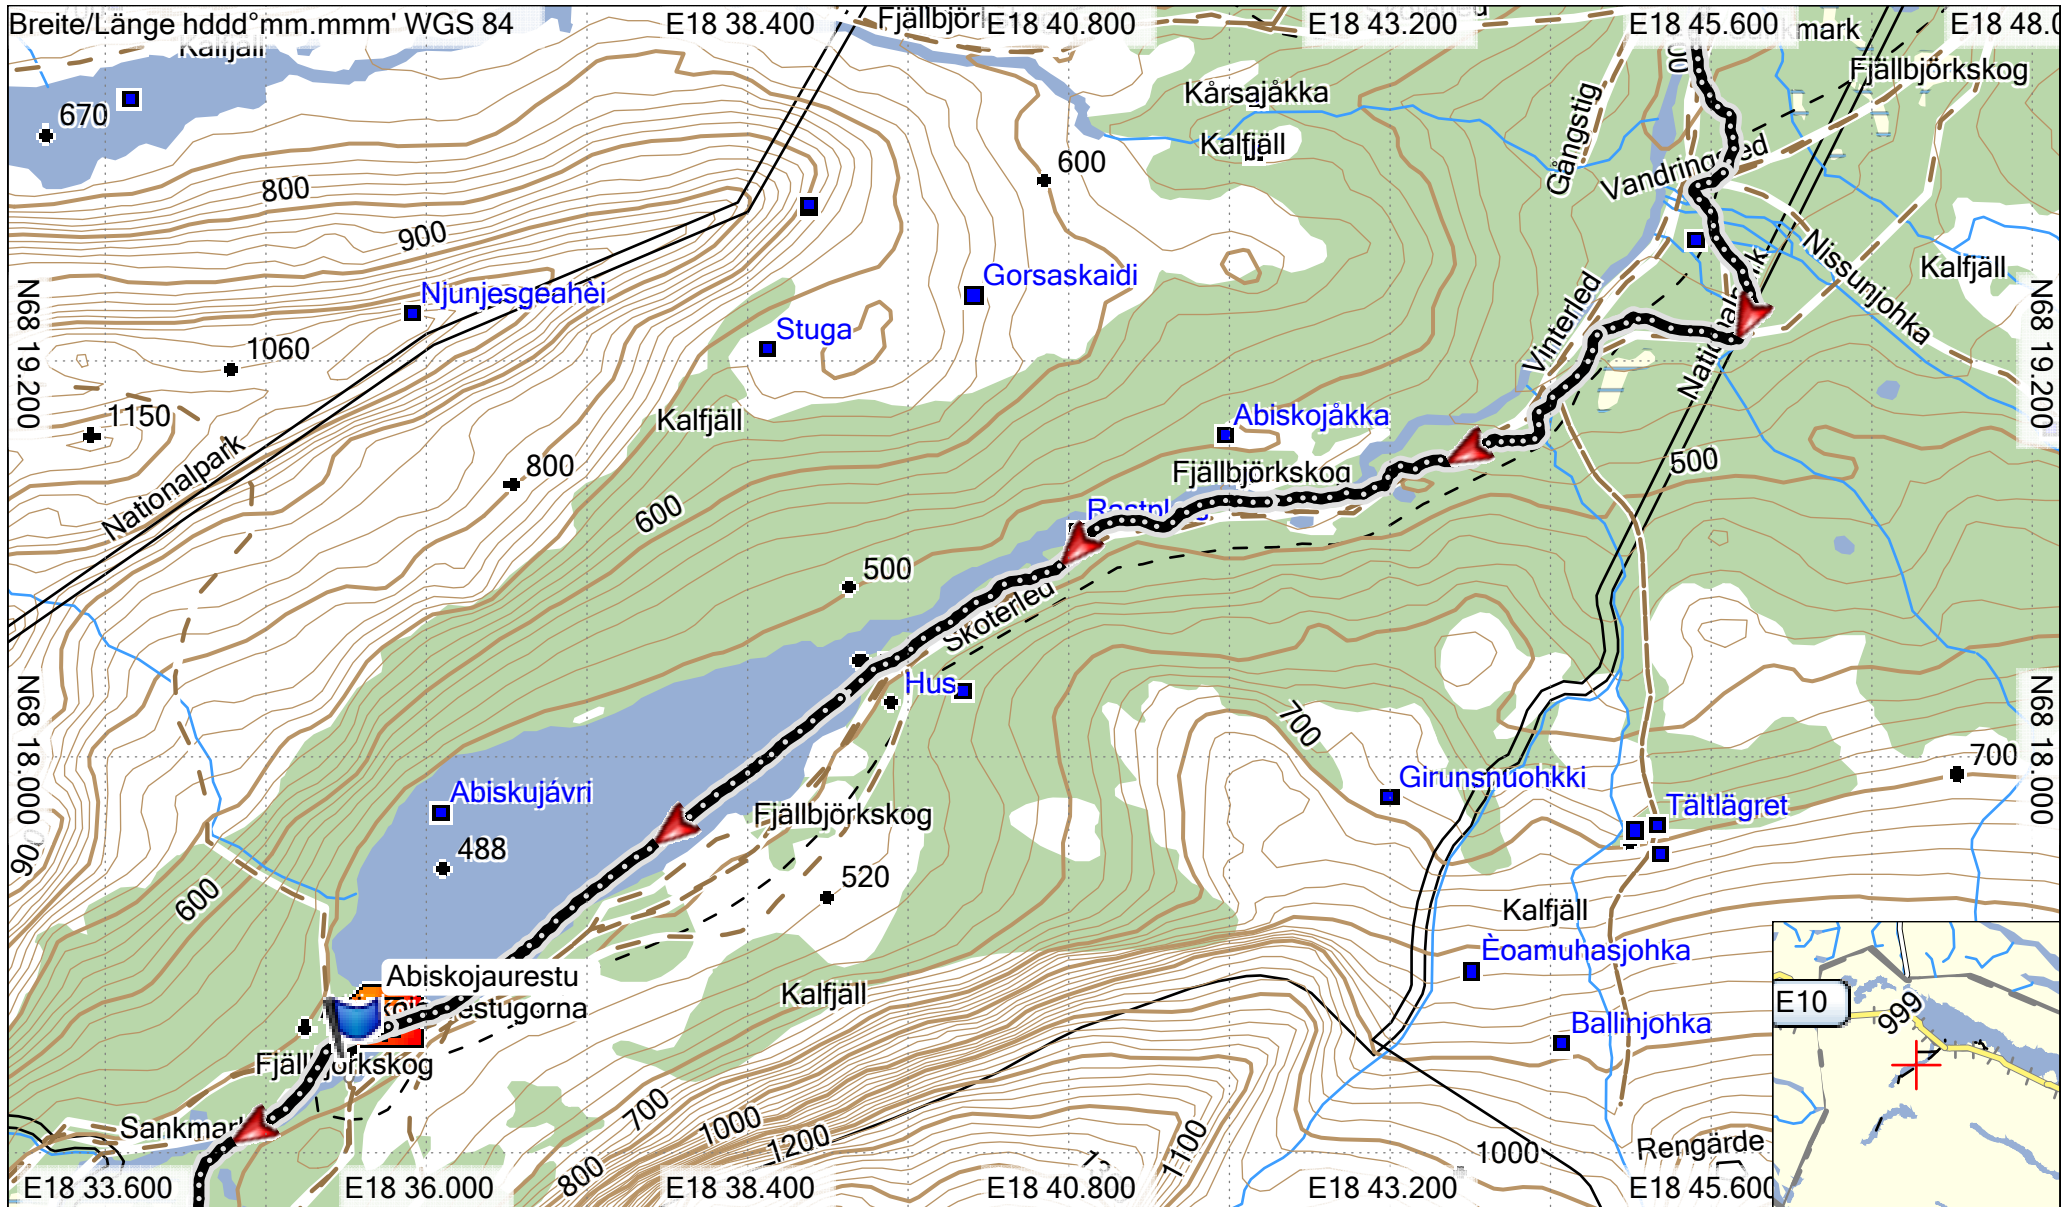 Breite/Länge hddd°mm.mmm' WGS 84
E18 38.400
E18 40.800
E18 43.200
E18 45.600
E18 48.0
Kalfjäll
Fjällbjör
kmark
Fjällbjörkskog
670
Kårsajåkka
Kalfjäll
600
Gångstig
Vandringsled
800
900
Nissunjohka
Kalfjäll
Njunjesgeahèi
Gorsaskaidi
Stuga
Vinterled
N68 19.200
N68 19.200
1060
1150
Kalfjäll
Abiskojåkka
Nationalpark
800
Fjällbjörkskog
500
600
500
Skoterled
Hus
700
N68 18.000
N68 18.000
700
Abiskujávri
488
Fjällbjörkskog
Girunsnuohkki
Tältlägret
520
600
Kalfjäll
Èoamuhasjohka
Abiskojaurestu
estugorna
Kalfjäll
E10
999
Ballinjohka
Fjällbjörkskog
Sankmar
700
1000
1200
800
1100
1000
Rengärde
E18 33.600
E18 36.000
E18 38.400
E18 40.800
E18 43.200
E18 45.600